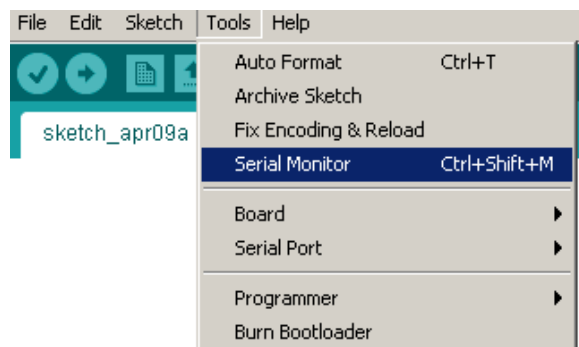 File Edit Sketch Tools Help
Auto Format Ctrl+T
Archive Sketch
sketch_apr09a
Fix Encoding & Reload
Serial Monitor Ctrl+Shift+M
Board
Serial Port
Programmer
Burn Bootloader